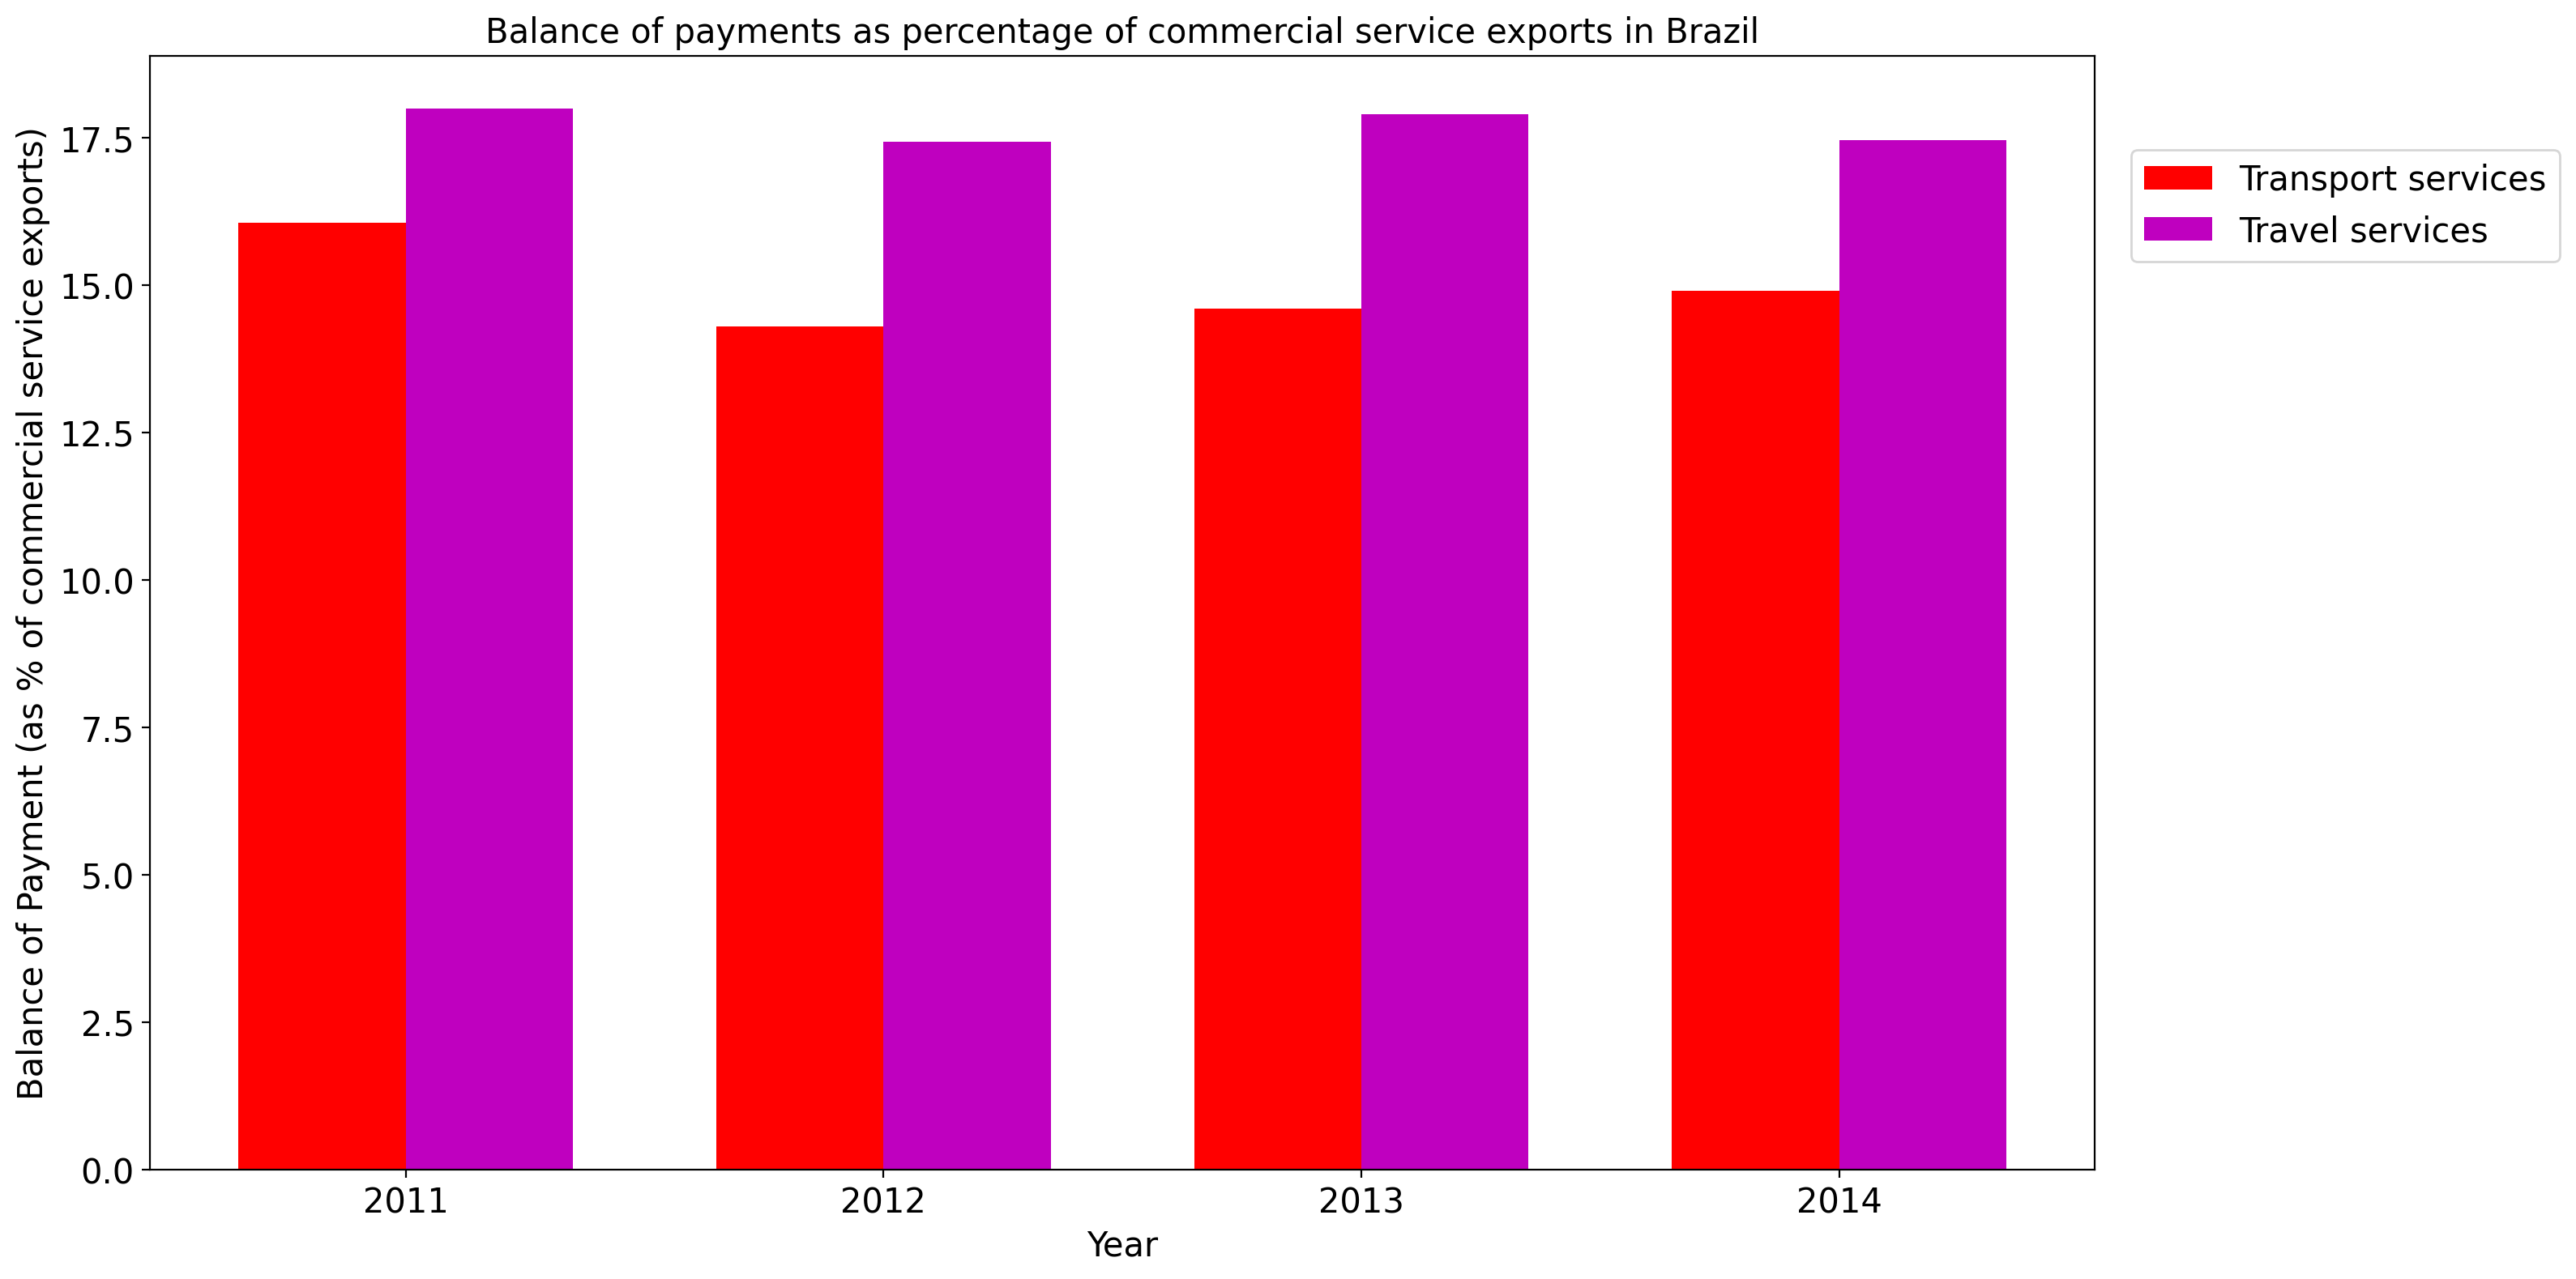 Balance of payments as percentage of commercial service exports in Brazil
Balance of Payment (as % of commercial service exports)
17.5
15.0
12.5
10.0
7.5
5.0
2.5
0.0
2011
2012
2013
2014
Year
Transport services
Travel services